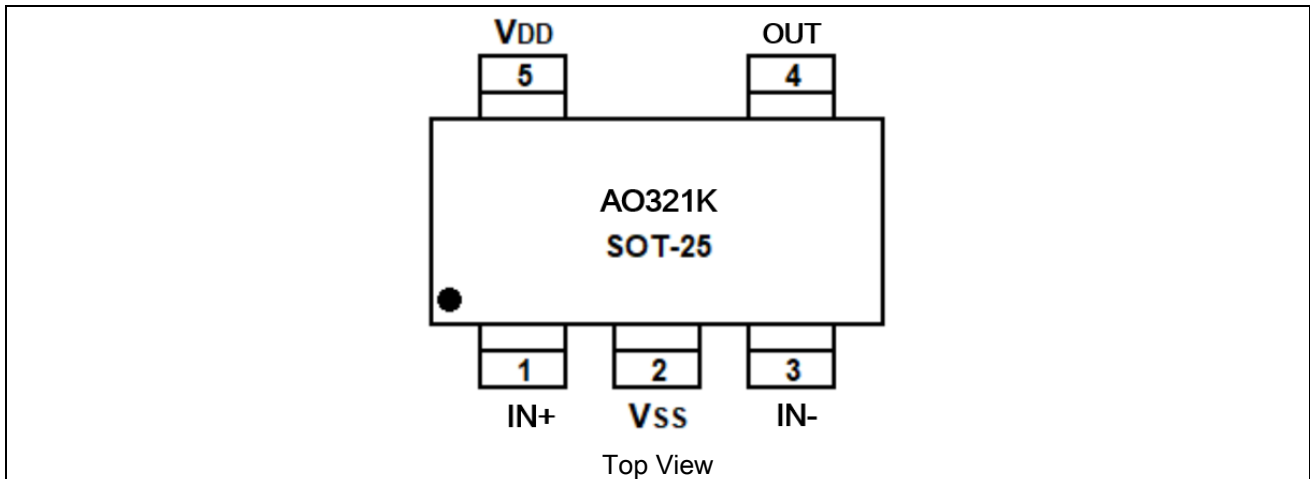 VDD OUT
5 4
AO321K
SOT-25
1 2 3
IN+ VSS IN-
Top View